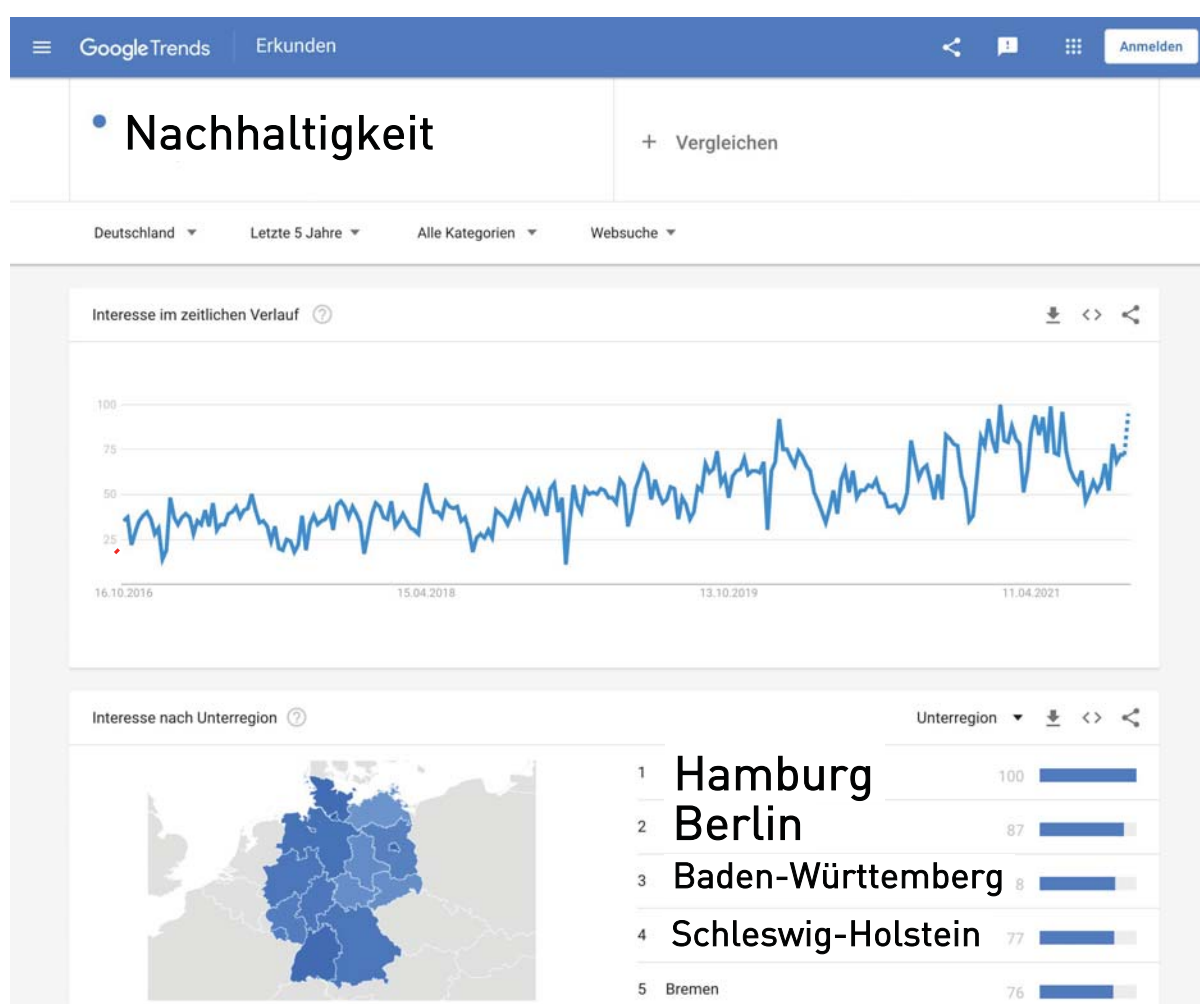 Google Trends Erkunden Anmelden
Nachhaltigkeit
+ Vergleichen
Deutschland Letzte 5 Jahre Alle Kategorien Websuche
Interesse im zeitlichen Verlauf ?
100
75
50
25
16.10.2016 15.04.2018 13.10.2019 11.04.2021
Interesse nach Unterregion ? Unterregion
1 Hamburg 100
2 Berlin 87
3 Baden-Württemberg 8
4 Schleswig-Holstein 77
5 Bremen 76